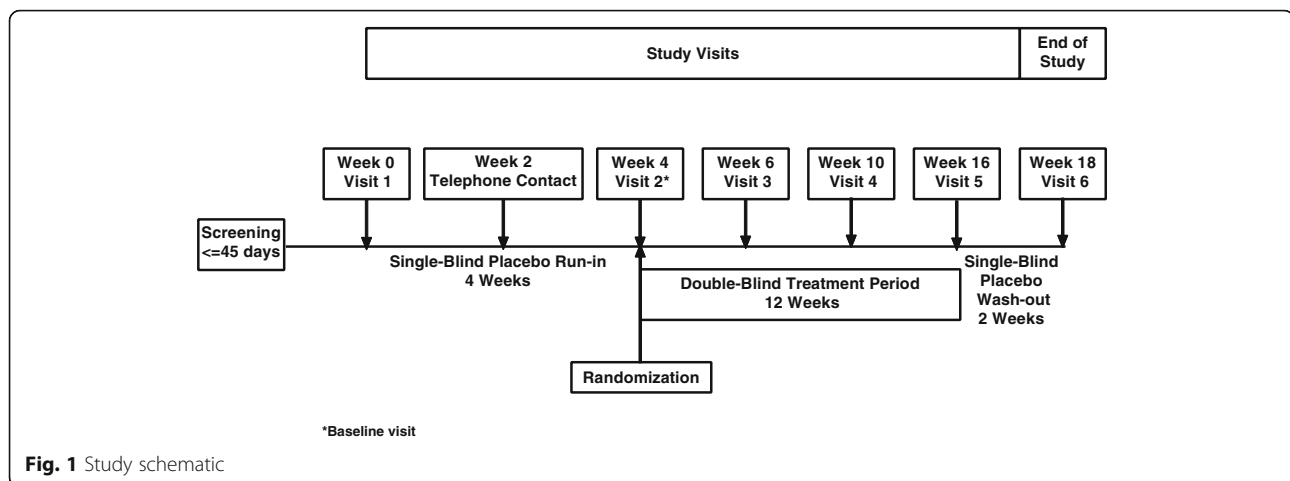 Study Visits
End of
Study
Week 0
Visit 1
Week 2
Telephone Contact
Week 4
Visit 2*
Week 6
Visit 3
Week 10
Visit 4
Week 16
Visit 5
Week 18
Visit 6
Screening
<=45 days
Single-Blind Placebo Run-in
4 Weeks
Double-Blind Treatment Period
12 Weeks
Single-Blind
Placebo
Wash-out
2 Weeks
Randomization
*Baseline visit
Fig. 1 Study schematic